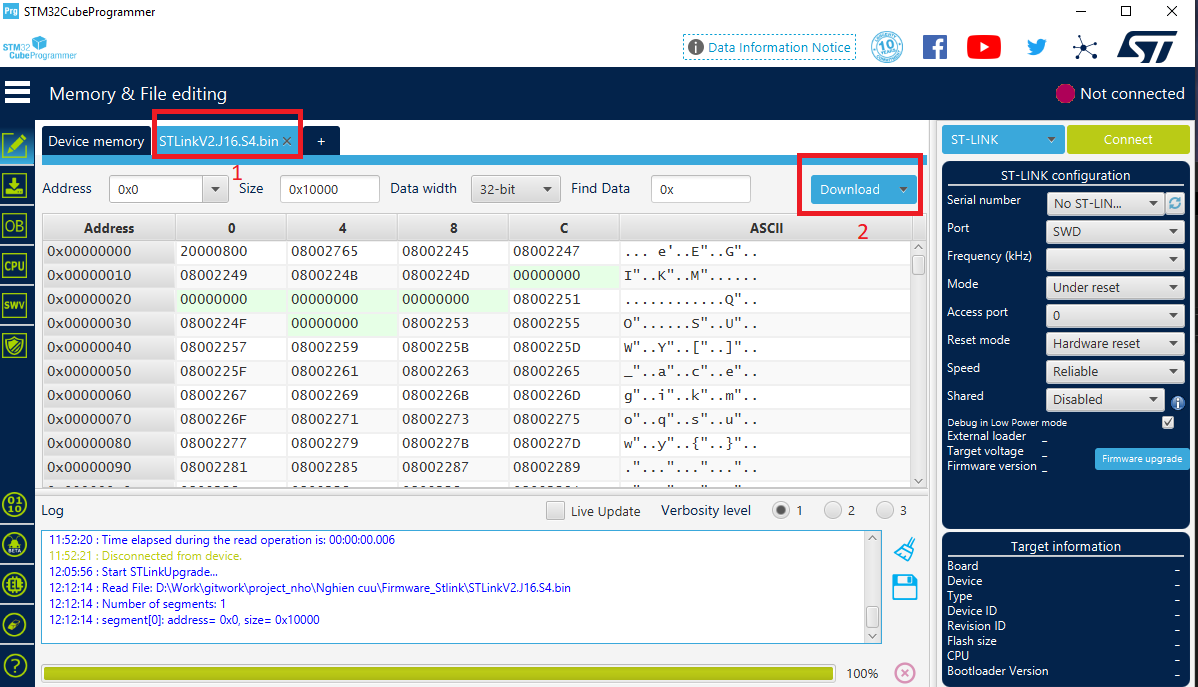 Prg STM32CubeProgrammer
STM32 CubeProgrammer
Data Information Notice
10
Memory & File editing
Not connected
Device memory
STLinkV2.J16.S4.bin
+
ST-LINK
Connect
1
Address
0x0
Size
0x10000
Data width
32-bit
Find Data
0x
Download
2
Address 0 4 8 C ASCII
0x00000000 20000800 08002765 08002245 08002247 ... e'..E"..G"..
0x00000010 08002249 0800224B 0800224D 00000000 I"..K..M"......
0x00000020 00000000 00000000 00000000 08002251 ............Q"..
0x00000030 0800224F 00000000 08002253 08002255 O"......S"..U"..
0x00000040 08002257 08002259 0800225B 0800225D W"..Y"..["..]"..
0x00000050 0800225F 08002261 08002263 08002265 _"..a"..c"..e"..
0x00000060 08002267 08002269 0800226B 0800226D g"..i"..k"..m"..
0x00000070 0800226F 08002271 08002273 08002275 o"..q"..s"..u"..
0x00000080 08002277 08002279 0800227B 0800227D w"..y"..{"..}"..
0x00000090 08002281 08002285 08002287 08002289 ."..."..."..."..
OB
CPU
SWV
01
10
BETA
?
Log
Live Update
Verbosity level
1
2
3
11:52:20 : Time elapsed during the read operation is: 00:00:00.006
11:52:21 : Disconnected from device.
12:05:56 : Start STLinkUpgrade...
12:12:14 : Read File: D:\Work\gitwork\project_nho\Nghien cuu\Firmware_Stlink\STLinkV2.J16.S4.bin
12:12:14 : Number of segments: 1
12:12:14 : segment[0]: address= 0x0, size= 0x10000
100%
ST-LINK configuration
Serial number No ST-LIN...
Port SWD
Frequency (kHz)
Mode Under reset
Access port 0
Reset mode Hardware reset
Speed Reliable
Shared Disabled
Debug in Low Power mode
External loader _
Target voltage _
Firmware version _
Firmware upgrade
Target information
Board _
Device _
Type _
Device ID _
Revision ID _
Flash size _
CPU _
Bootloader Version _